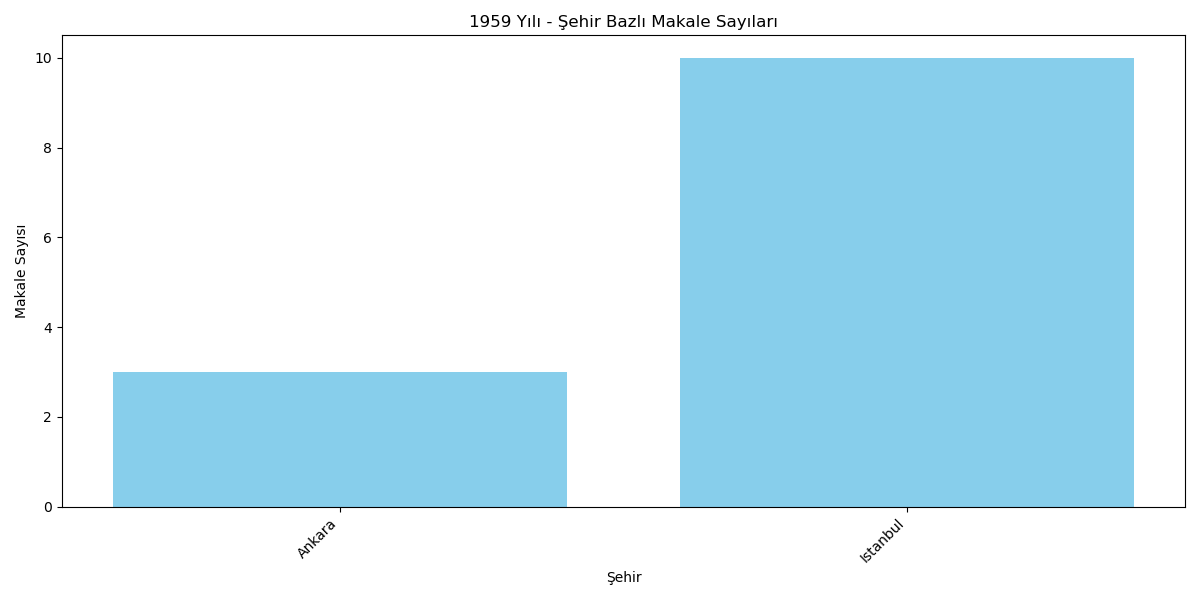 1959 Yılı - Şehir Bazlı Makale Sayıları
Makale Sayısı
10
8
6
4
2
0
Ankara
Istanbul
Şehir